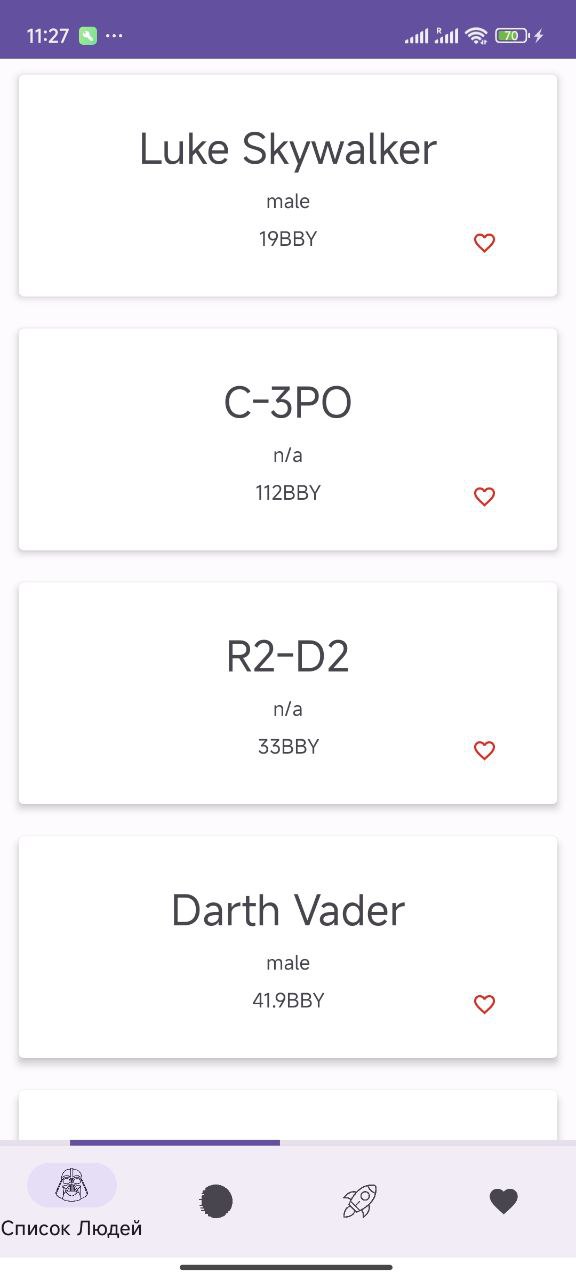 11:27
R
70
Luke Skywalker
male
19BBY
C-3PO
n/a
112BBY
R2-D2
n/a
33BBY
Darth Vader
male
41.9BBY
Список Людей